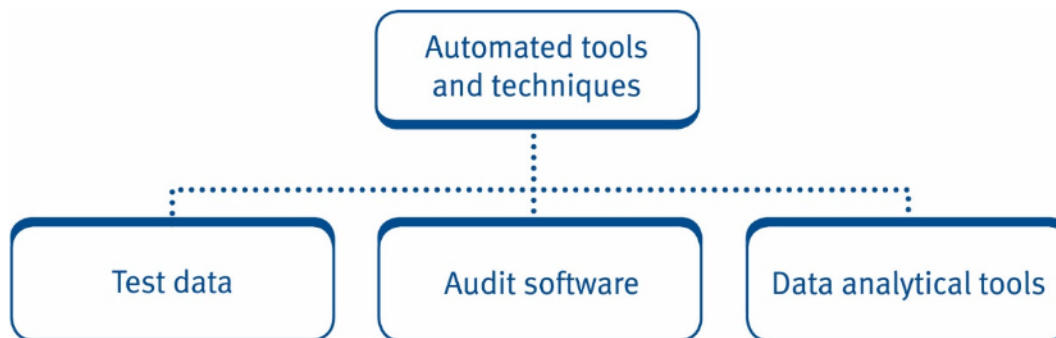 Automated tools
and techniques
Test data
Audit software
Data analytical tools